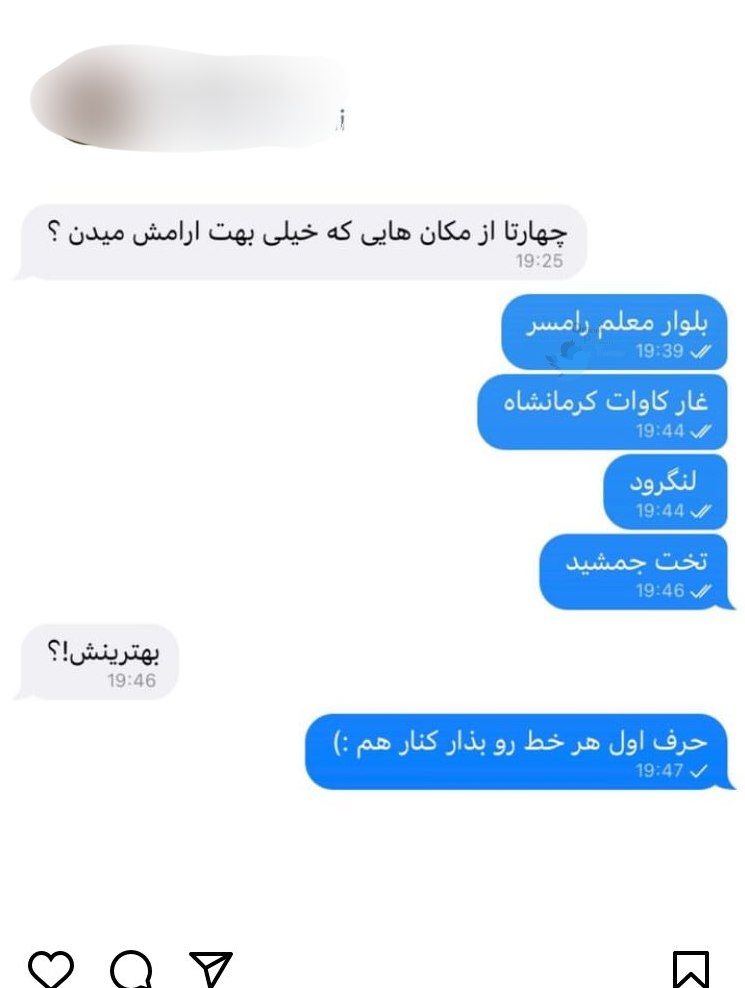 چهارتا از مکان هایی که خیلی بهت ارامش میدن ؟
19:25
بلوار معلم رامسر
19:39
غار کاوات کرمانشاه
19:44
لنگرود
19:44
تخت جمشید
19:46
بهترینش!؟
19:46
حرف اول هر خط رو بذار کنار هم :)
19:47